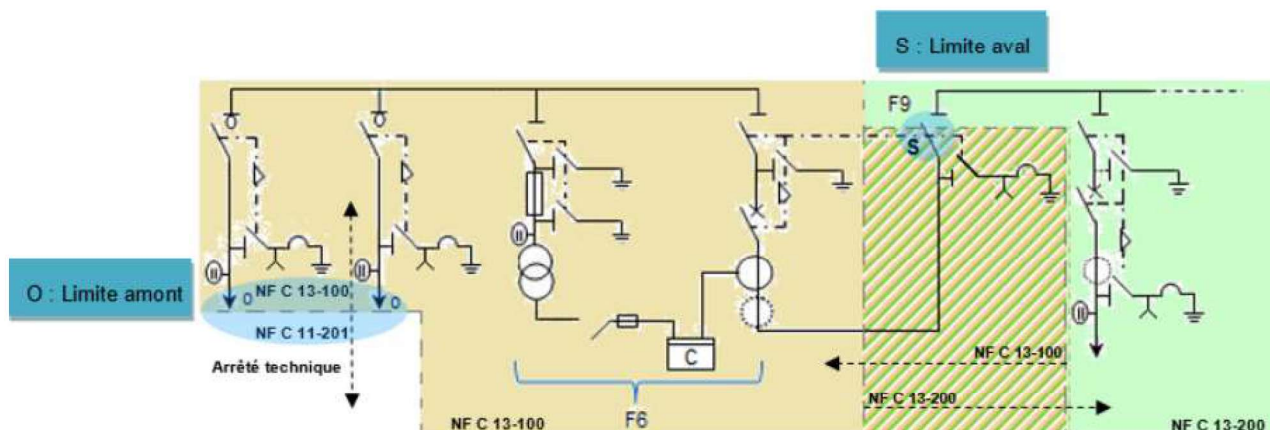 S : Limite aval
F9
S
O : Limite amont
NF C 13-100
O
O
NF C 11-201
Arrêté technique
C
F6
NF C 13-100
NF C 13-100
NF C 13-200
NF C 13-200